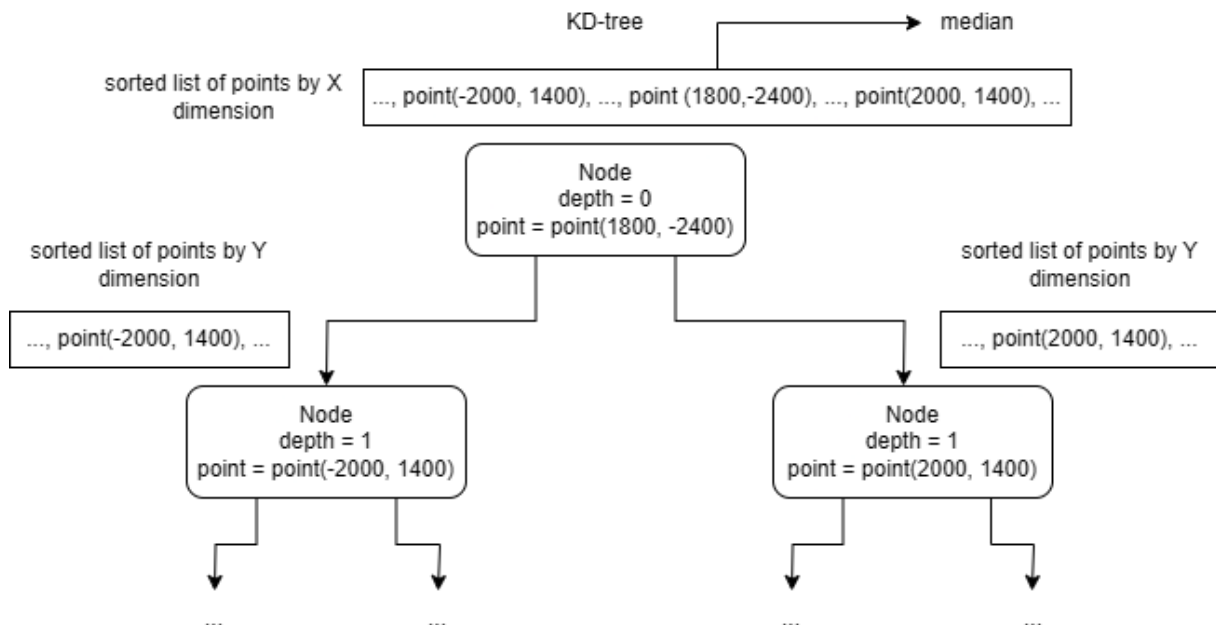 KD-tree
median
sorted list of points by X
dimension
..., point(-2000, 1400), ..., point (1800,-2400), ..., point(2000, 1400), ...
Node
depth = 0
point = point(1800, -2400)
sorted list of points by Y
dimension
..., point(-2000, 1400), ...
sorted list of points by Y
dimension
..., point(2000, 1400), ...
Node
depth = 1
point = point(-2000, 1400)
Node
depth = 1
point = point(2000, 1400)
...
...
...
...